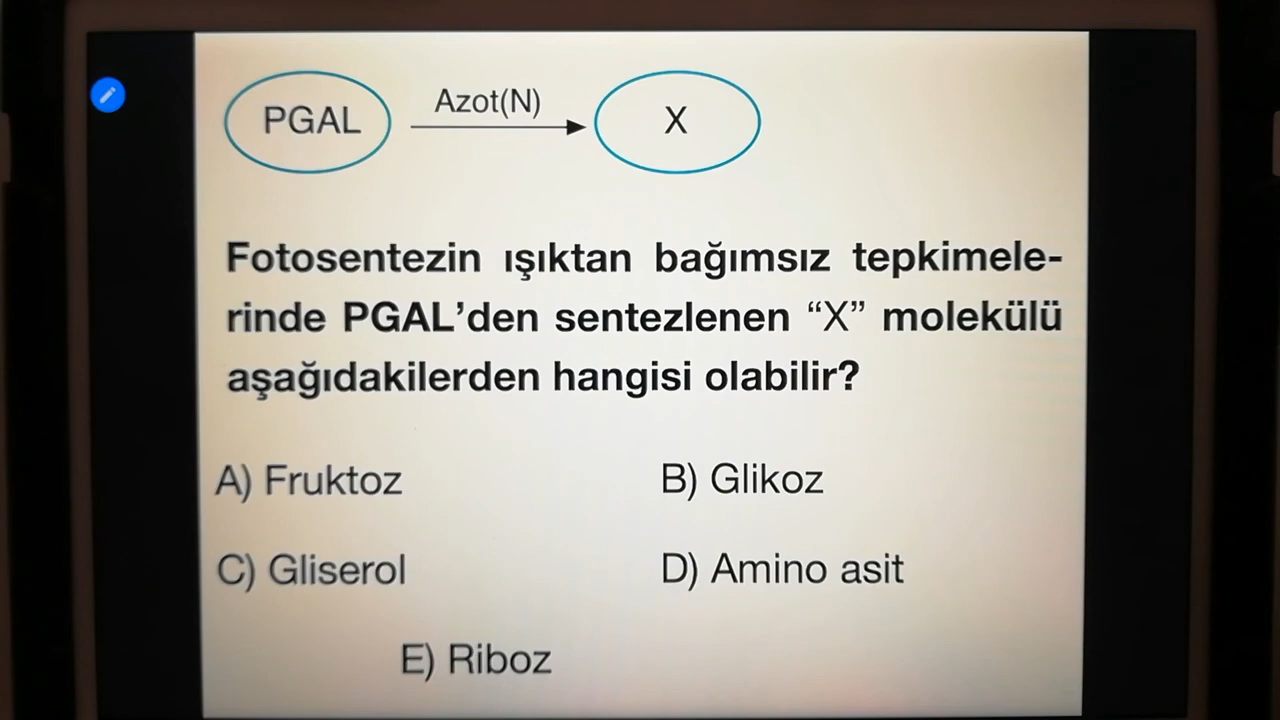 PGAL Azot(N) X
Fotosentezin ışıktan bağımsız tepkimele-
rinde PGAL’den sentezlenen “X” molekülü
aşağıdakilerden hangisi olabilir?
A) Fruktoz B) Glikoz
C) Gliserol D) Amino asit
E) Riboz